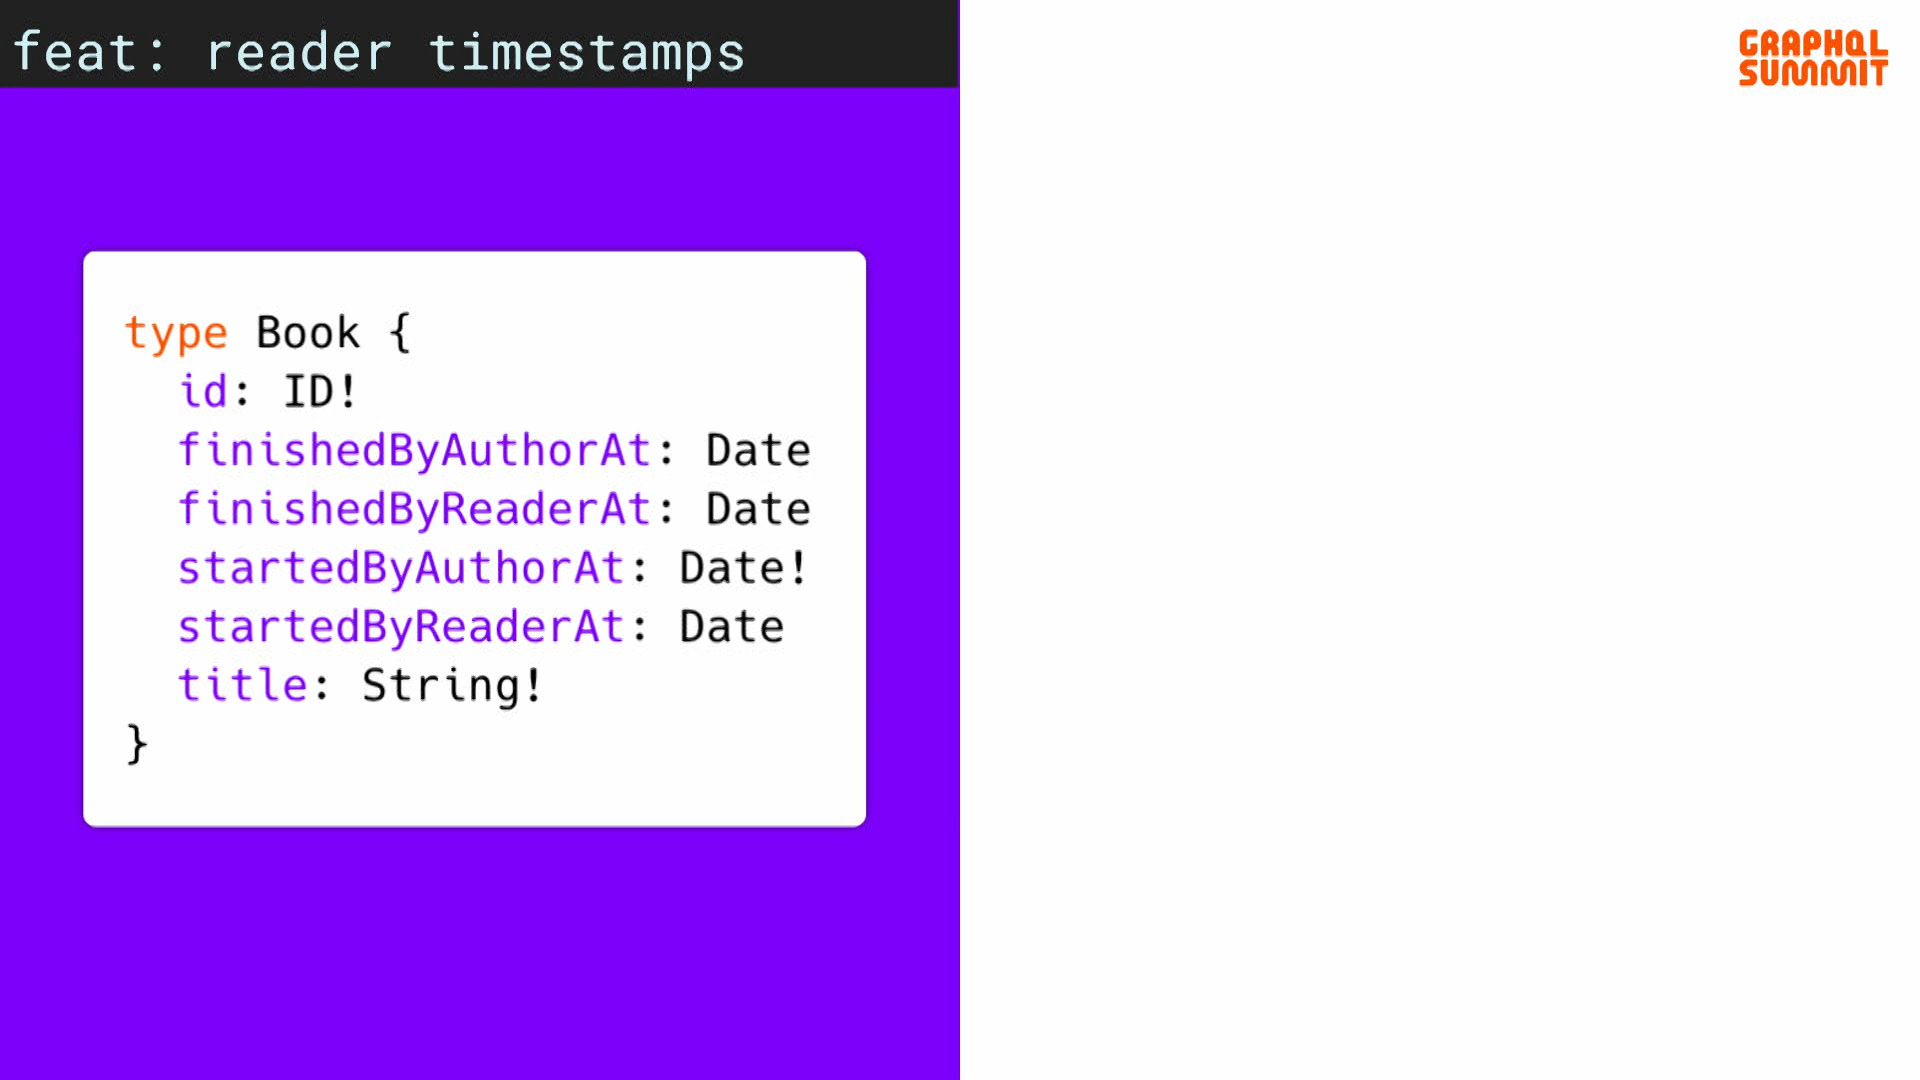 feat: reader timestamps
GRAPHQL
SUMMIT
type Book {
  id: ID!
  finishedByAuthorAt: Date
  finishedByReaderAt: Date
  startedByAuthorAt: Date!
  startedByReaderAt: Date
  title: String!
}